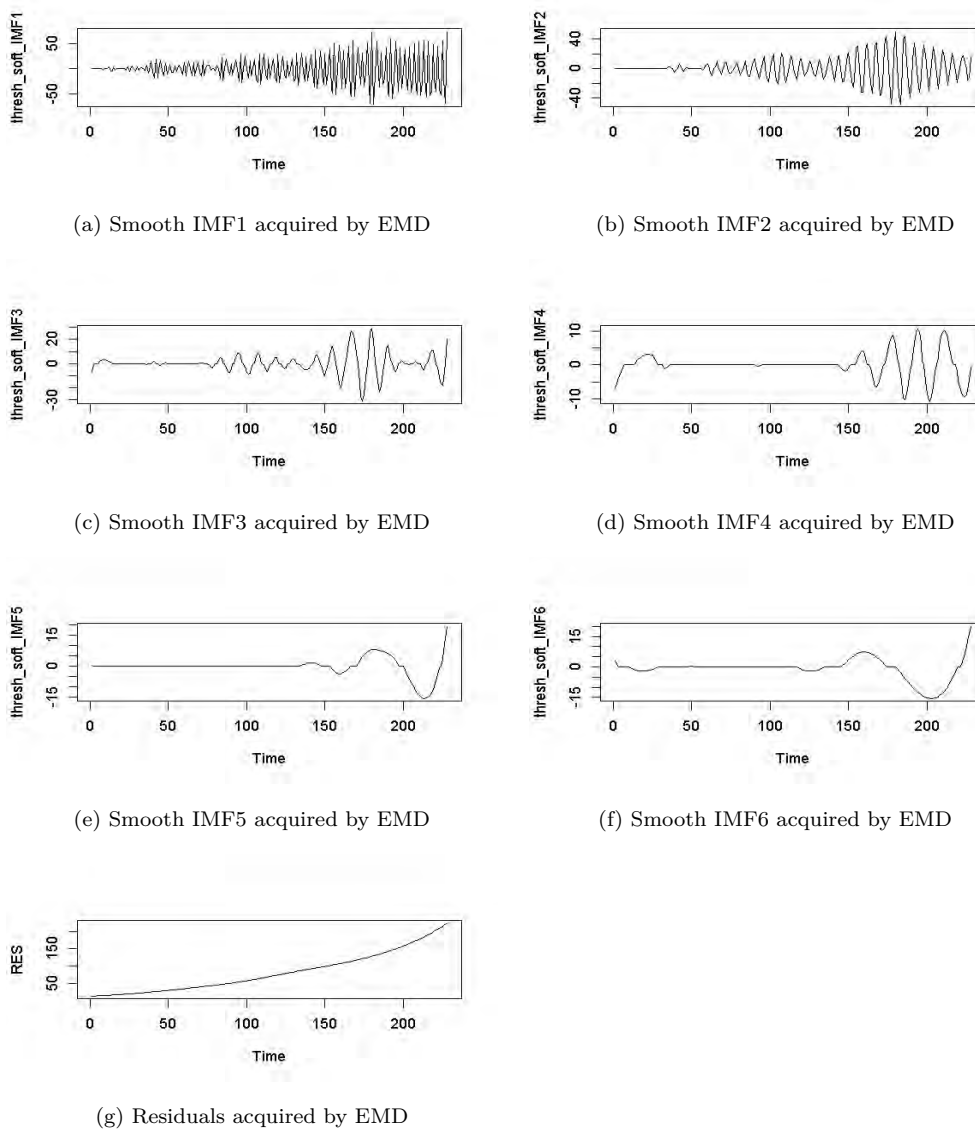 thresh_soft_IMF1
50
-50
0 50 100 150 200
Time
(a) Smooth IMF1 acquired by EMD
thresh_soft_IMF2
40
0
-40
0 50 100 150 200
Time
(b) Smooth IMF2 acquired by EMD
thresh_soft_IMF3
20
0
-30
0 50 100 150 200
Time
(c) Smooth IMF3 acquired by EMD
thresh_soft_IMF4
10
0
-10
0 50 100 150 200
Time
(d) Smooth IMF4 acquired by EMD
thresh_soft_IMF5
15
0
-15
0 50 100 150 200
Time
(e) Smooth IMF5 acquired by EMD
thresh_soft_IMF6
15
0
-15
0 50 100 150 200
Time
(f) Smooth IMF6 acquired by EMD
RES
150
50
0 50 100 150 200
Time
(g) Residuals acquired by EMD